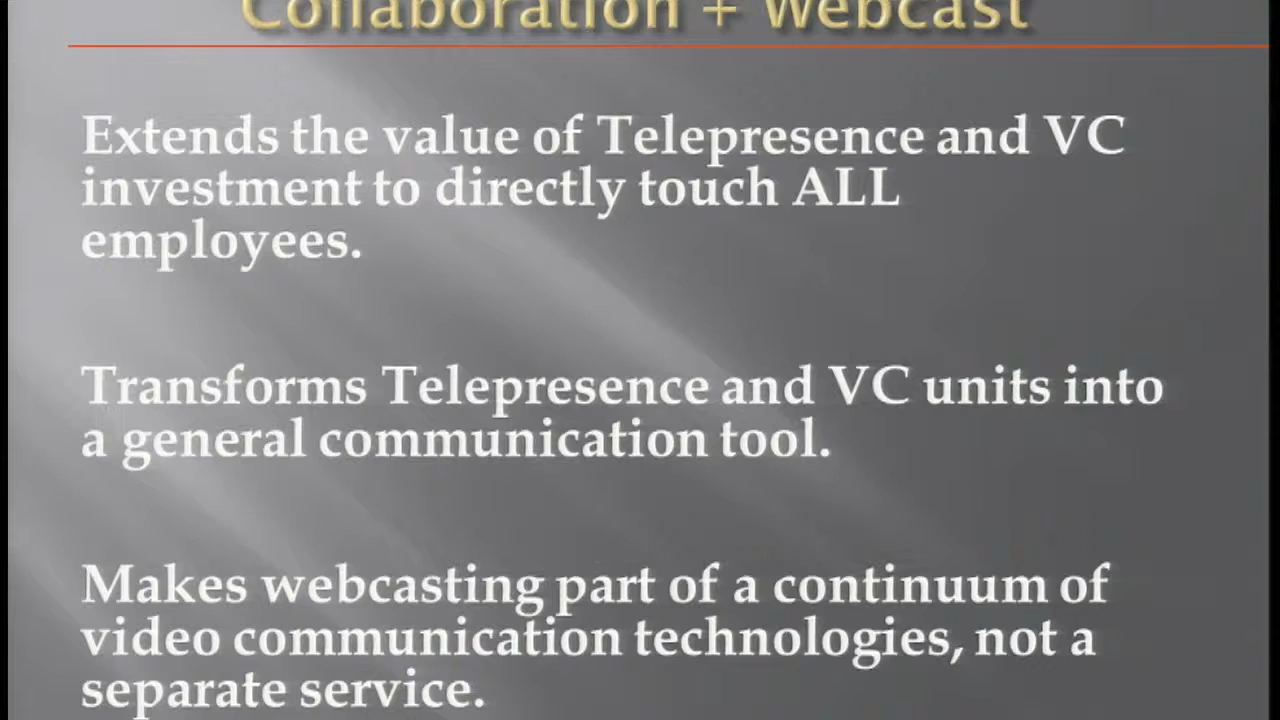 Collaboration + Webcast
Extends the value of Telepresence and VC
investment to directly touch ALL
employees.
Transforms Telepresence and VC units into
a general communication tool.
Makes webcasting part of a continuum of
video communication technologies, not a
separate service.